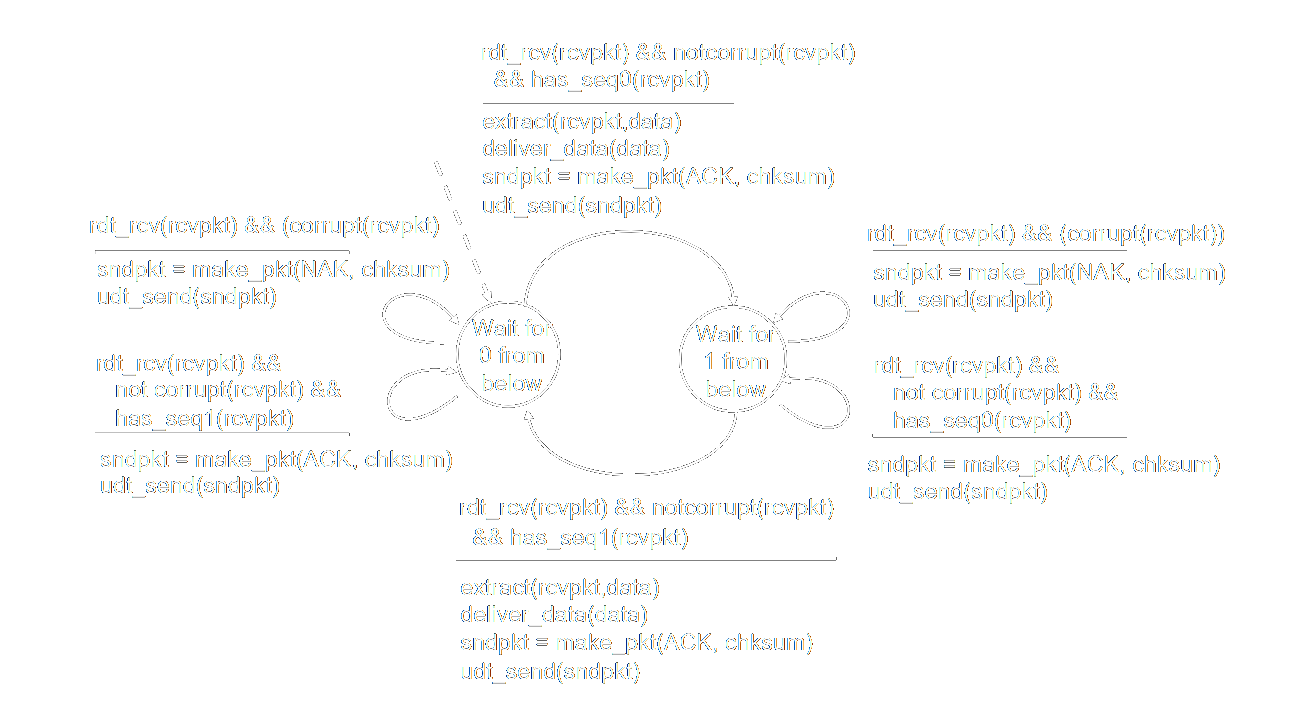 rdt_rcv(rcvpkt) && notcorrupt(rcvpkt)
&& has_seq0(rcvpkt)
extract(rcvpkt,data)
deliver_data(data)
sndpkt = make_pkt(ACK, chksum)
udt_send(sndpkt)
rdt_rcv(rcvpkt) && (corrupt(rcvpkt)
sndpkt = make_pkt(NAK, chksum)
udt_send(sndpkt)
rdt_rcv(rcvpkt) &&
not corrupt(rcvpkt) &&
has_seq1(rcvpkt)
sndpkt = make_pkt(ACK, chksum)
udt_send(sndpkt)
Wait for
0 from
below
Wait for
1 from
below
rdt_rcv(rcvpkt) && (corrupt(rcvpkt))
sndpkt = make_pkt(NAK, chksum)
udt_send(sndpkt)
rdt_rcv(rcvpkt) &&
not corrupt(rcvpkt) &&
has_seq0(rcvpkt)
sndpkt = make_pkt(ACK, chksum)
udt_send(sndpkt)
rdt_rcv(rcvpkt) && notcorrupt(rcvpkt)
&& has_seq1(rcvpkt)
extract(rcvpkt,data)
deliver_data(data)
sndpkt = make_pkt(ACK, chksum)
udt_send(sndpkt)